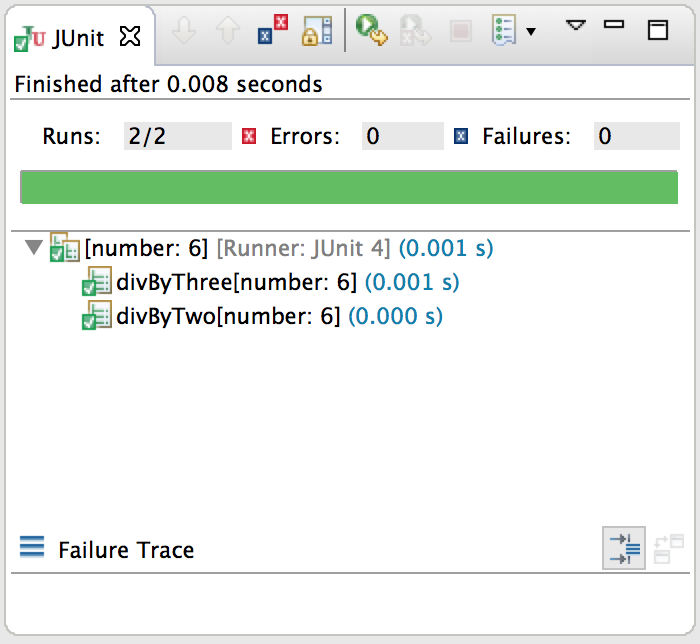 JUnit
Finished after 0.008 seconds
Runs: 2/2 Errors: 0 Failures: 0
[number: 6] [Runner: JUnit 4] (0.001 s)
divByThree[number: 6] (0.001 s)
divByTwo[number: 6] (0.000 s)
Failure Trace